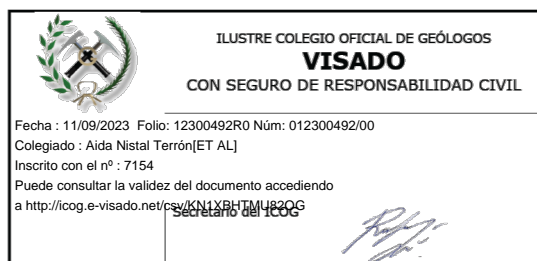 ILUSTRE COLEGIO OFICIAL DE GEÓLOGOS
VISADO
CON SEGURO DE RESPONSABILIDAD CIVIL
Fecha : 11/09/2023 Folio: 12300492R0 Núm: 012300492/00
Colegiado : Aida Nistal Terrón[ET AL]
Inscrito con el nº : 7154
Puede consultar la validez del documento accediendo
a http://icog.e-visado.net/csv/KN1XBHTMU82OG
Secretario del ICOG